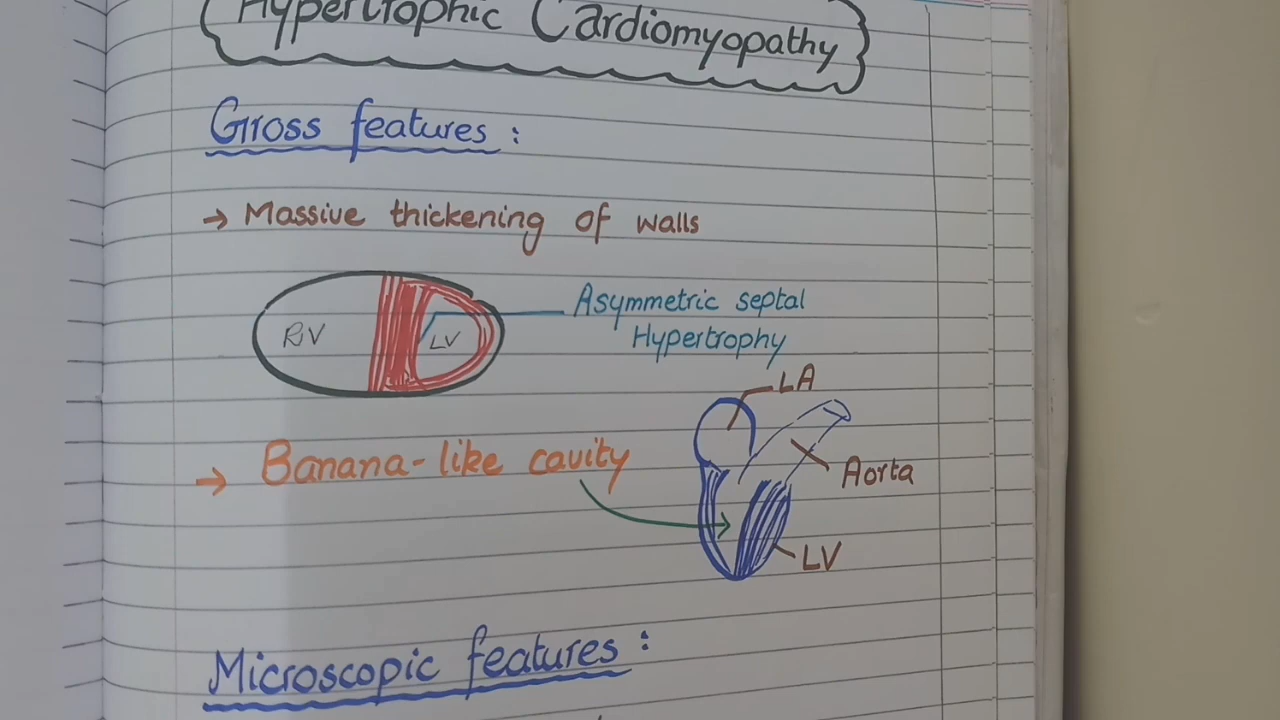 Hypertrophic Cardiomyopathy
Gross features :
→ Massive thickening of walls
RV
LV
Asymmetric septal
Hypertrophy
LA
→ Banana-like cavity
Aorta
LV
Microscopic features :